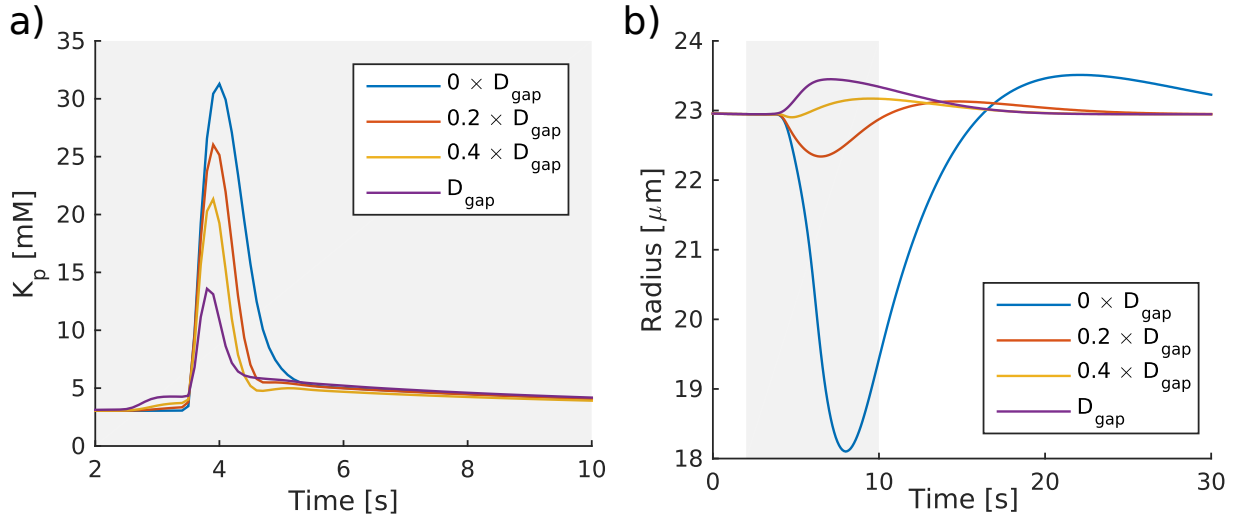 a)
35
30
25
20
15
10
5
0
K_p [mM]
2
4
6
8
10
Time [s]
0 × D_gap
0.2 × D_gap
0.4 × D_gap
D_gap
b)
24
23
22
21
20
19
18
Radius [μm]
0
10
20
30
Time [s]
0 × D_gap
0.2 × D_gap
0.4 × D_gap
D_gap